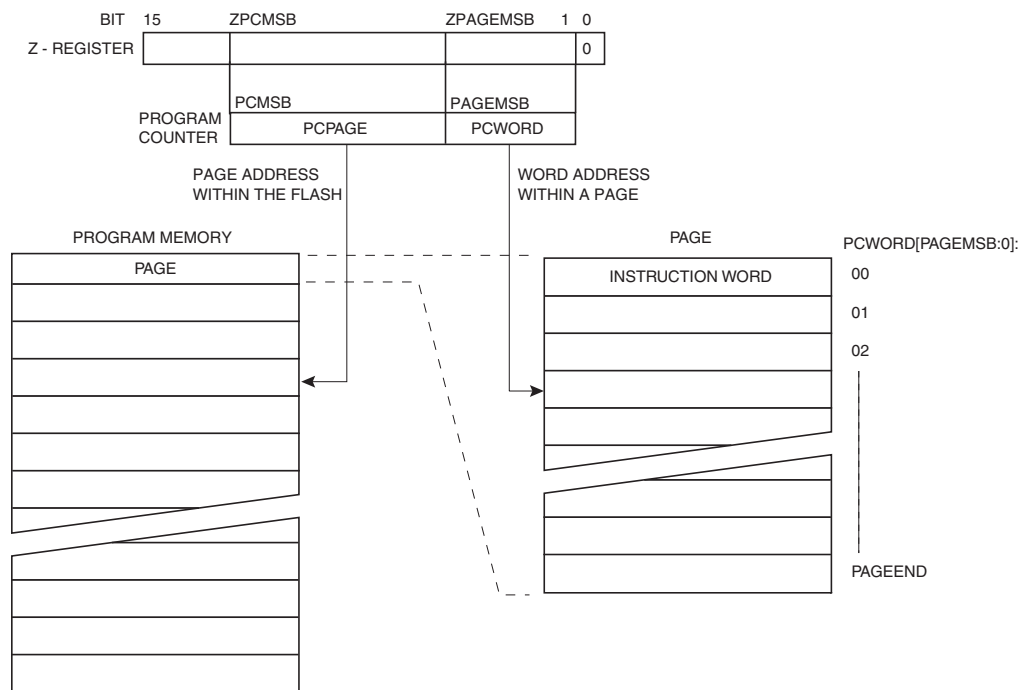 BIT 15 ZPCMSB ZPAGEMSB 1 0
Z - REGISTER 0
PCMSB PAGEMSB
PROGRAM
COUNTER
PCPAGE PCWORD
PAGE ADDRESS
WITHIN THE FLASH
WORD ADDRESS
WITHIN A PAGE
PROGRAM MEMORY
PAGE
PAGE
PCWORD[PAGEMSB:0]:
INSTRUCTION WORD
00
01
02
PAGEEND